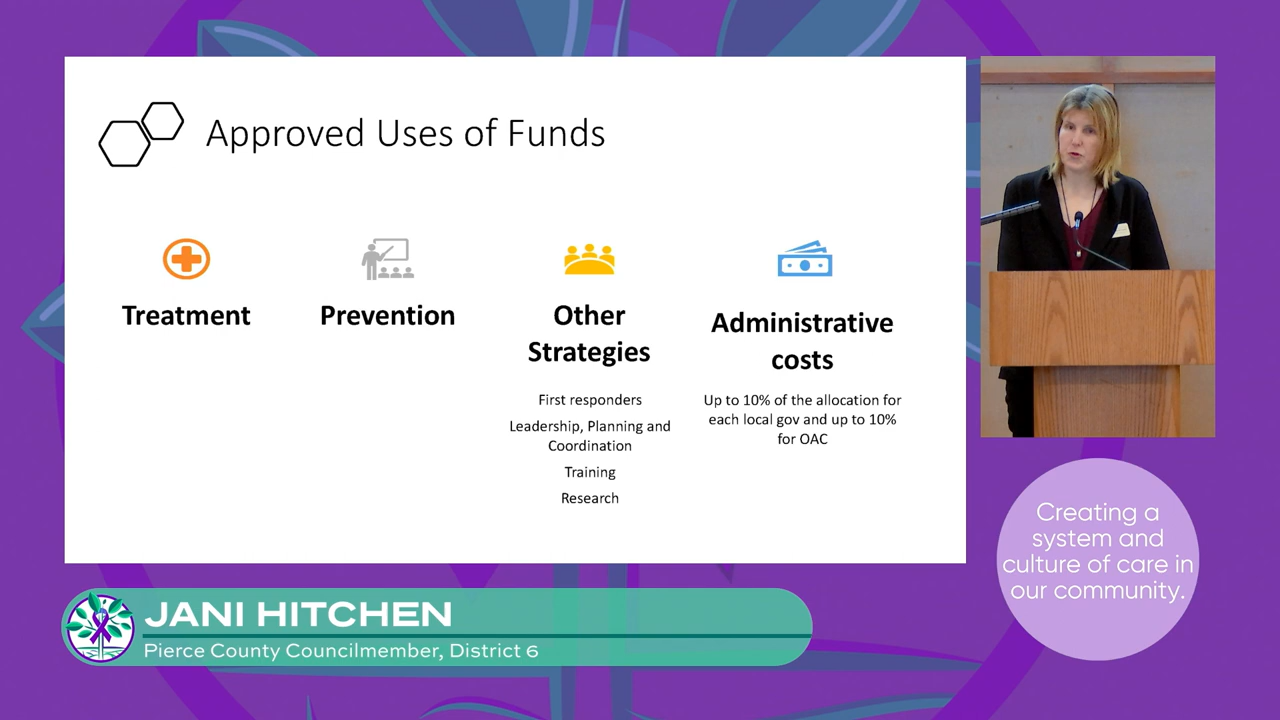 Approved Uses of Funds
Treatment
Prevention
Other
Strategies
First responders
Leadership, Planning and
Coordination
Training
Research
Administrative
costs
Up to 10% of the allocation for
each local gov and up to 10%
for OAC
Creating a
system and
culture of care in
our community.
JANI HITCHEN
Pierce County Councilmember, District 6